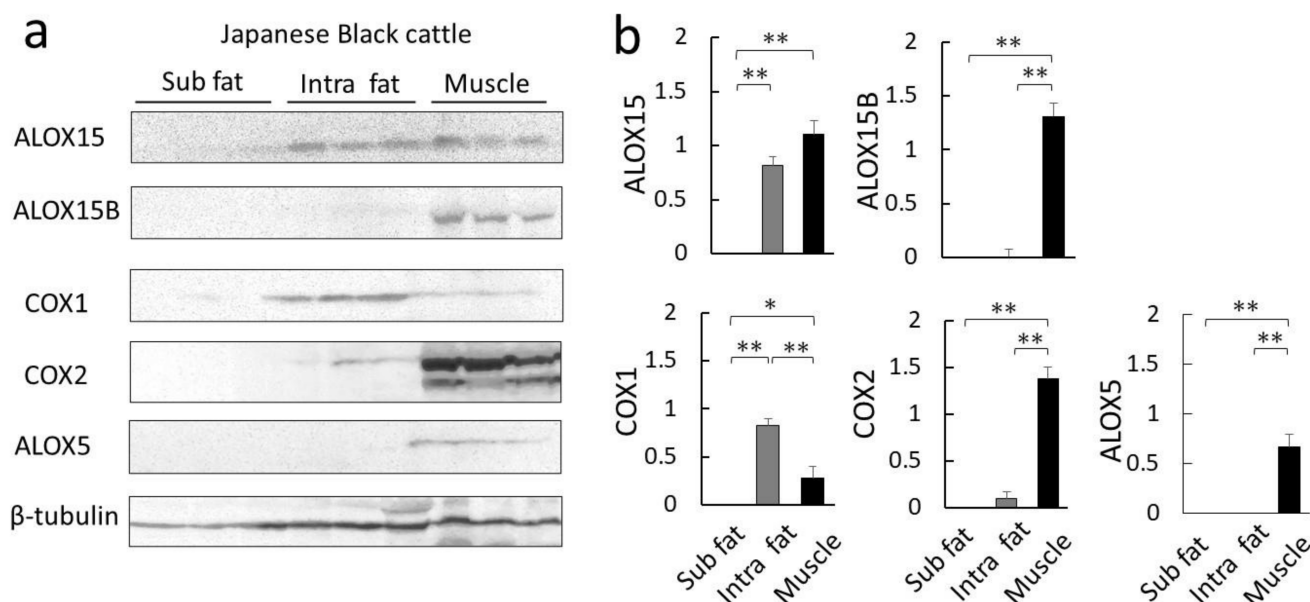 a
Japanese Black cattle
Sub fat Intra fat Muscle
ALOX15
ALOX15B
COX1
COX2
ALOX5
β-tubulin
b
ALOX15
2
1.5
1
0.5
0
**
**
ALOX15B
2
1.5
1
0.5
0
**
**
COX1
2
1.5
1
0.5
0
*
** **
Sub fat
Intra fat
Muscle
COX2
2
1.5
1
0.5
0
**
**
Sub fat
Intra fat
Muscle
ALOX5
2
1.5
1
0.5
0
**
**
Sub fat
Intra fat
Muscle